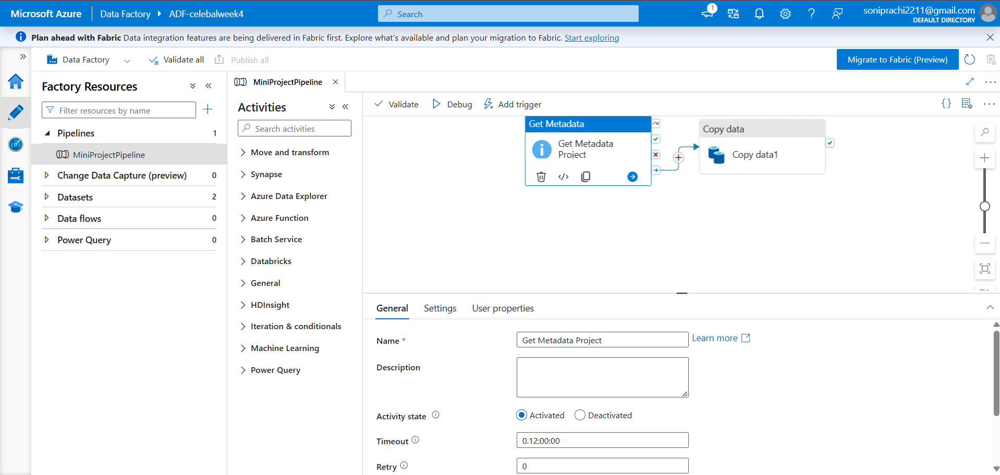 Microsoft Azure
Data Factory
ADF-celebalweek4
Search
1
soniprachi2211@gmail.com
DEFAULT DIRECTORY
Plan ahead with Fabric Data integration features are being delivered in Fabric first. Explore what's available and plan your migration to Fabric. Start exploring
Data Factory
Validate all
Publish all
Migrate to Fabric (Preview)
Factory Resources
Filter resources by name
Pipelines 1
MiniProjectPipeline
Change Data Capture (preview) 0
Datasets 2
Data flows 0
Power Query 0
MiniProjectPipeline
Activities
Search activities
Move and transform
Synapse
Azure Data Explorer
Azure Function
Batch Service
Databricks
General
HDInsight
Iteration & conditionals
Machine Learning
Power Query
Validate
Debug
Add trigger
Get Metadata
Get Metadata
Project
Copy data
Copy data1
General
Settings
User properties
Name *
Get Metadata Project
Learn more
Description
Activity state
Activated
Deactivated
Timeout
0.12:00:00
Retry
0